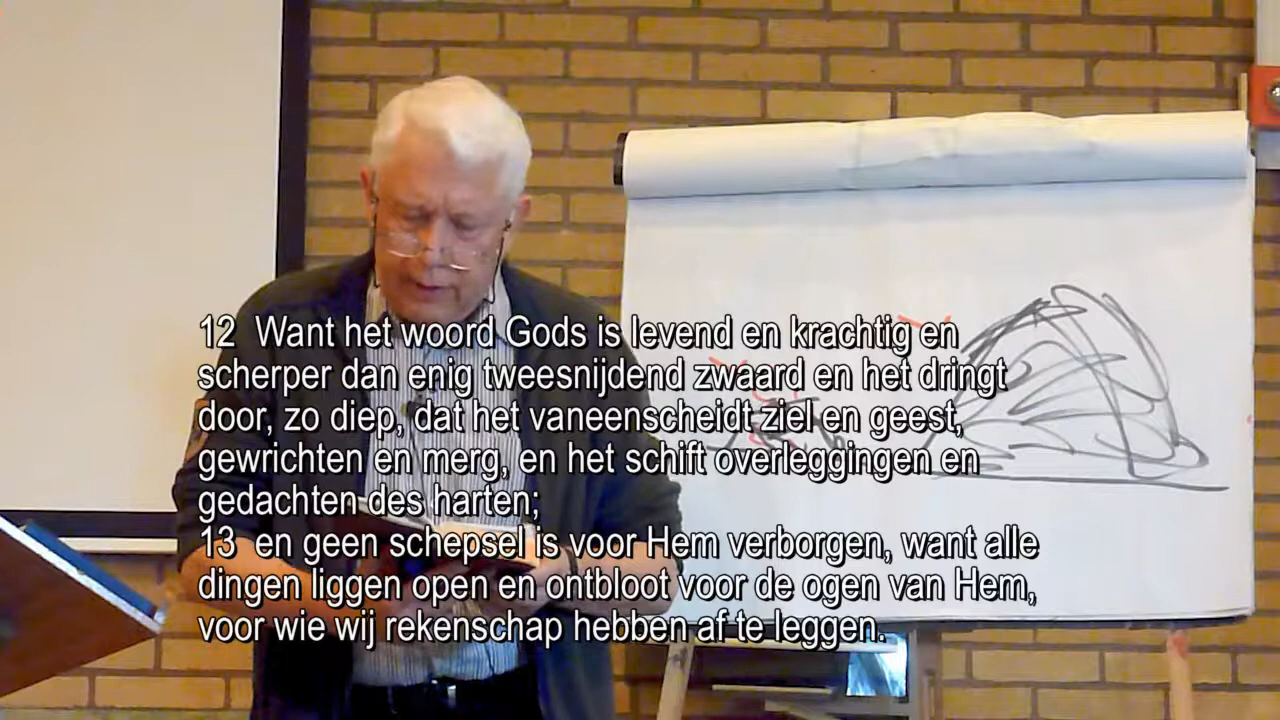 12 Want het woord Gods is levend en krachtig en
scherper dan enig tweesnijdend zwaard en het dringt
door, zo diep, dat het vaneenscheidt ziel en geest,
gewrichten en merg, en het schift overleggingen en
gedachten des harten;
13 en geen schepsel is voor Hem verborgen, want alle
dingen liggen open en ontbloot voor de ogen van Hem,
voor wie wij rekenschap hebben af te leggen.